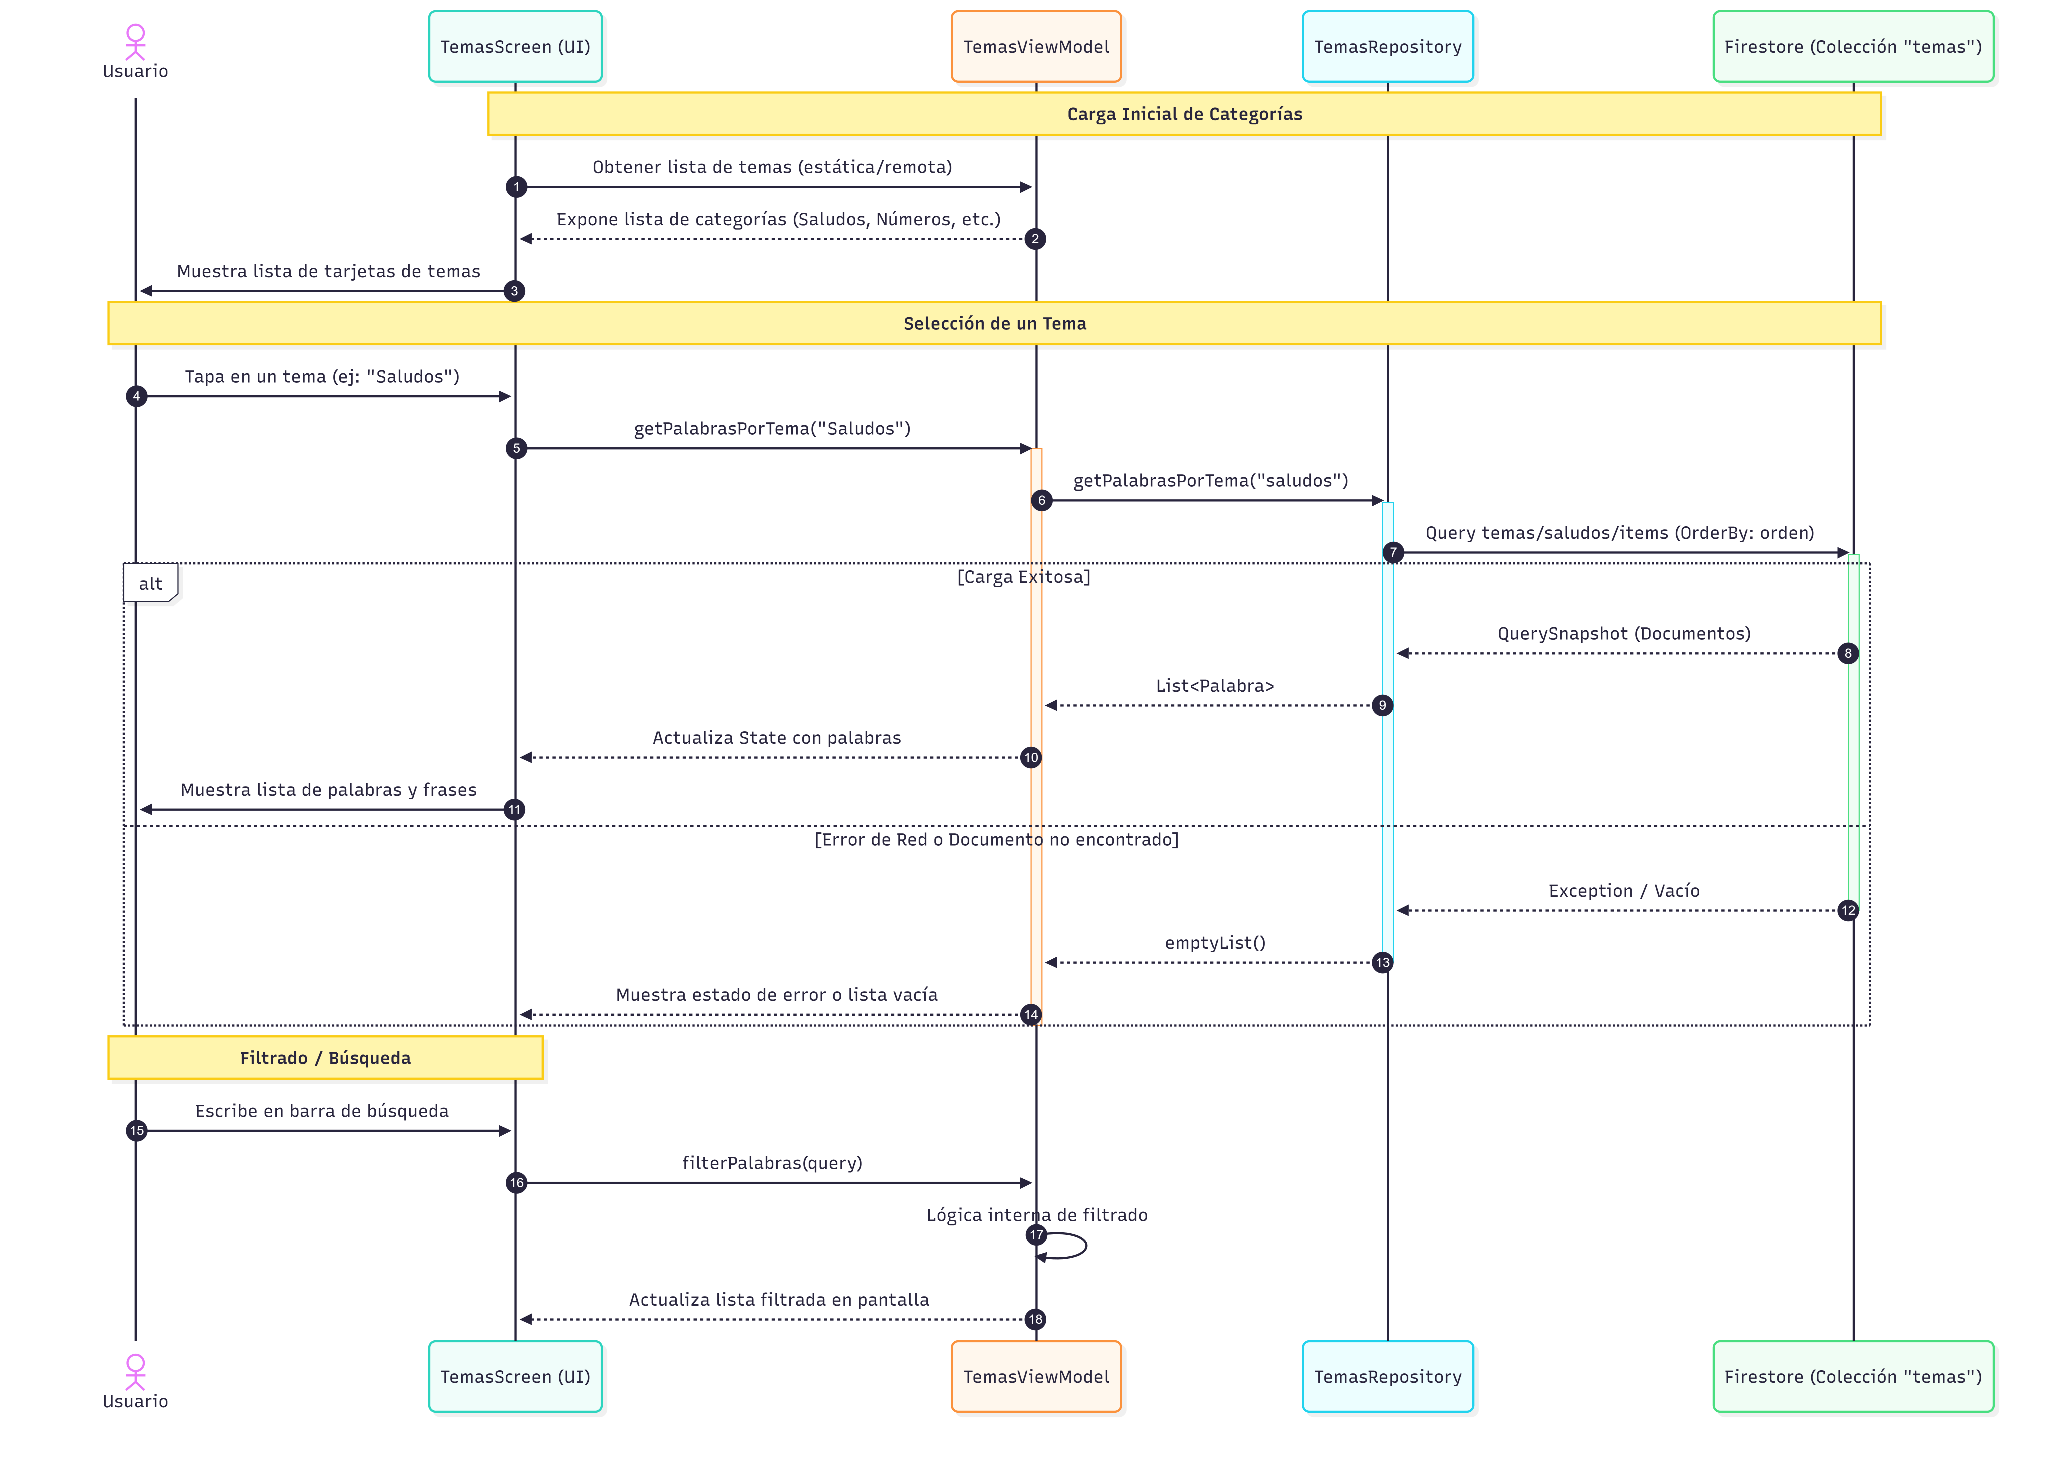 Usuario
TemasScreen (UI)
TemasViewModel
TemasRepository
Firestore (Colección "temas")
Carga Inicial de Categorías
Obtener lista de temas (estática/remota)
1
Expone lista de categorías (Saludos, Números, etc.)
2
Muestra lista de tarjetas de temas
3
Selección de un Tema
Tapa en un tema (ej: "Saludos")
4
getPalabrasPorTema("Saludos")
5
getPalabrasPorTema("saludos")
6
Query temas/saludos/items (OrderBy: orden)
7
alt
[Carga Exitosa]
QuerySnapshot (Documentos)
8
List<Palabra>
9
Actualiza State con palabras
10
Muestra lista de palabras y frases
11
[Error de Red o Documento no encontrado]
Exception / Vacío
12
emptyList()
13
Muestra estado de error o lista vacía
14
Filtrado / Búsqueda
Escribe en barra de búsqueda
15
filterPalabras(query)
16
Lógica interna de filtrado
17
Actualiza lista filtrada en pantalla
18
Usuario
TemasScreen (UI)
TemasViewModel
TemasRepository
Firestore (Colección "temas")